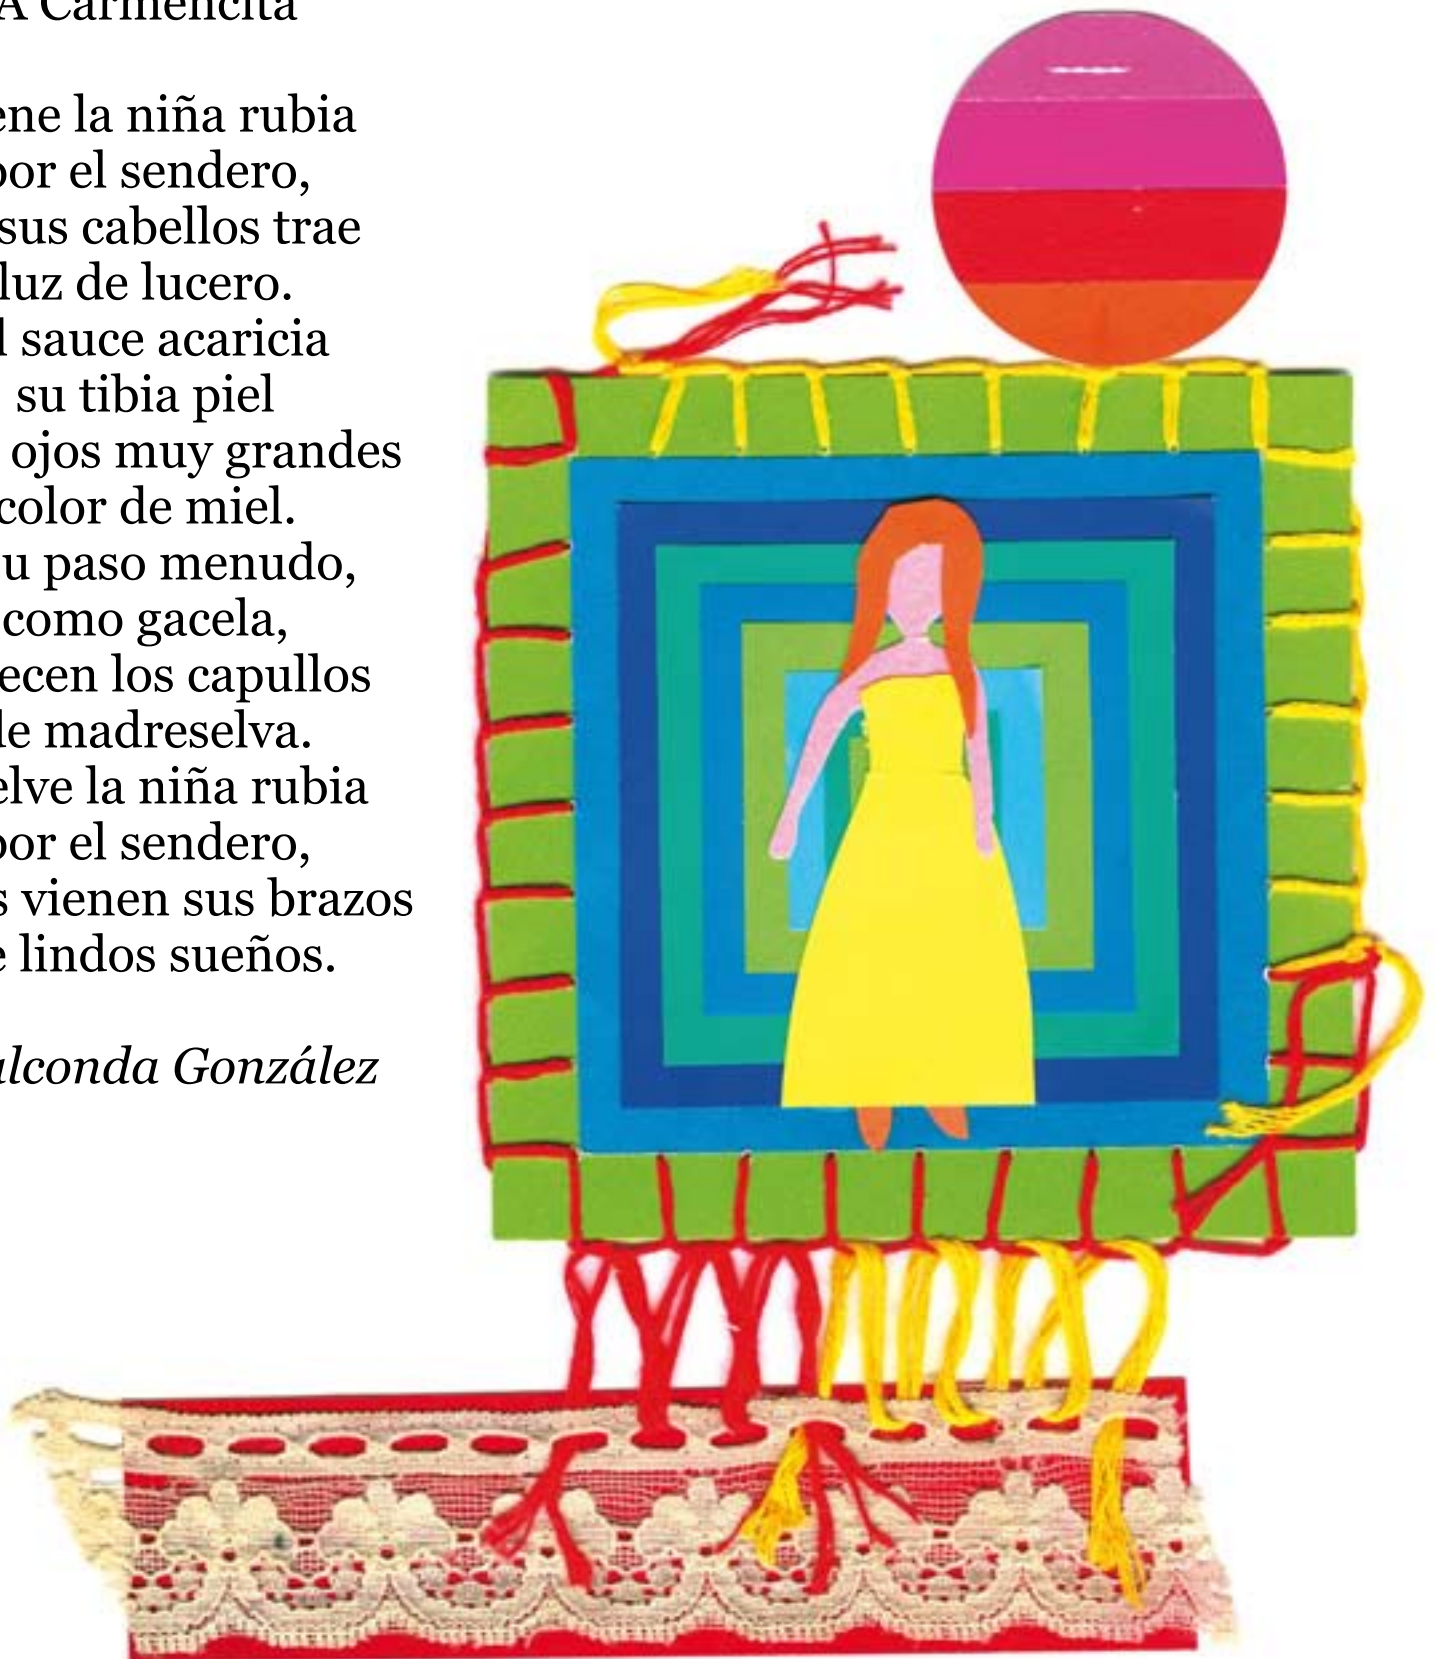 A Carmencita
ene la niña rubia
por el sendero,
sus cabellos trae
luz de lucero.
l sauce acaricia
su tibia piel
ojos muy grandes
color de miel.
u paso menudo,
como gacela,
ecen los capullos
de madreselva.
elve la niña rubia
por el sendero,
s vienen sus brazos
e lindos sueños.
alconda González